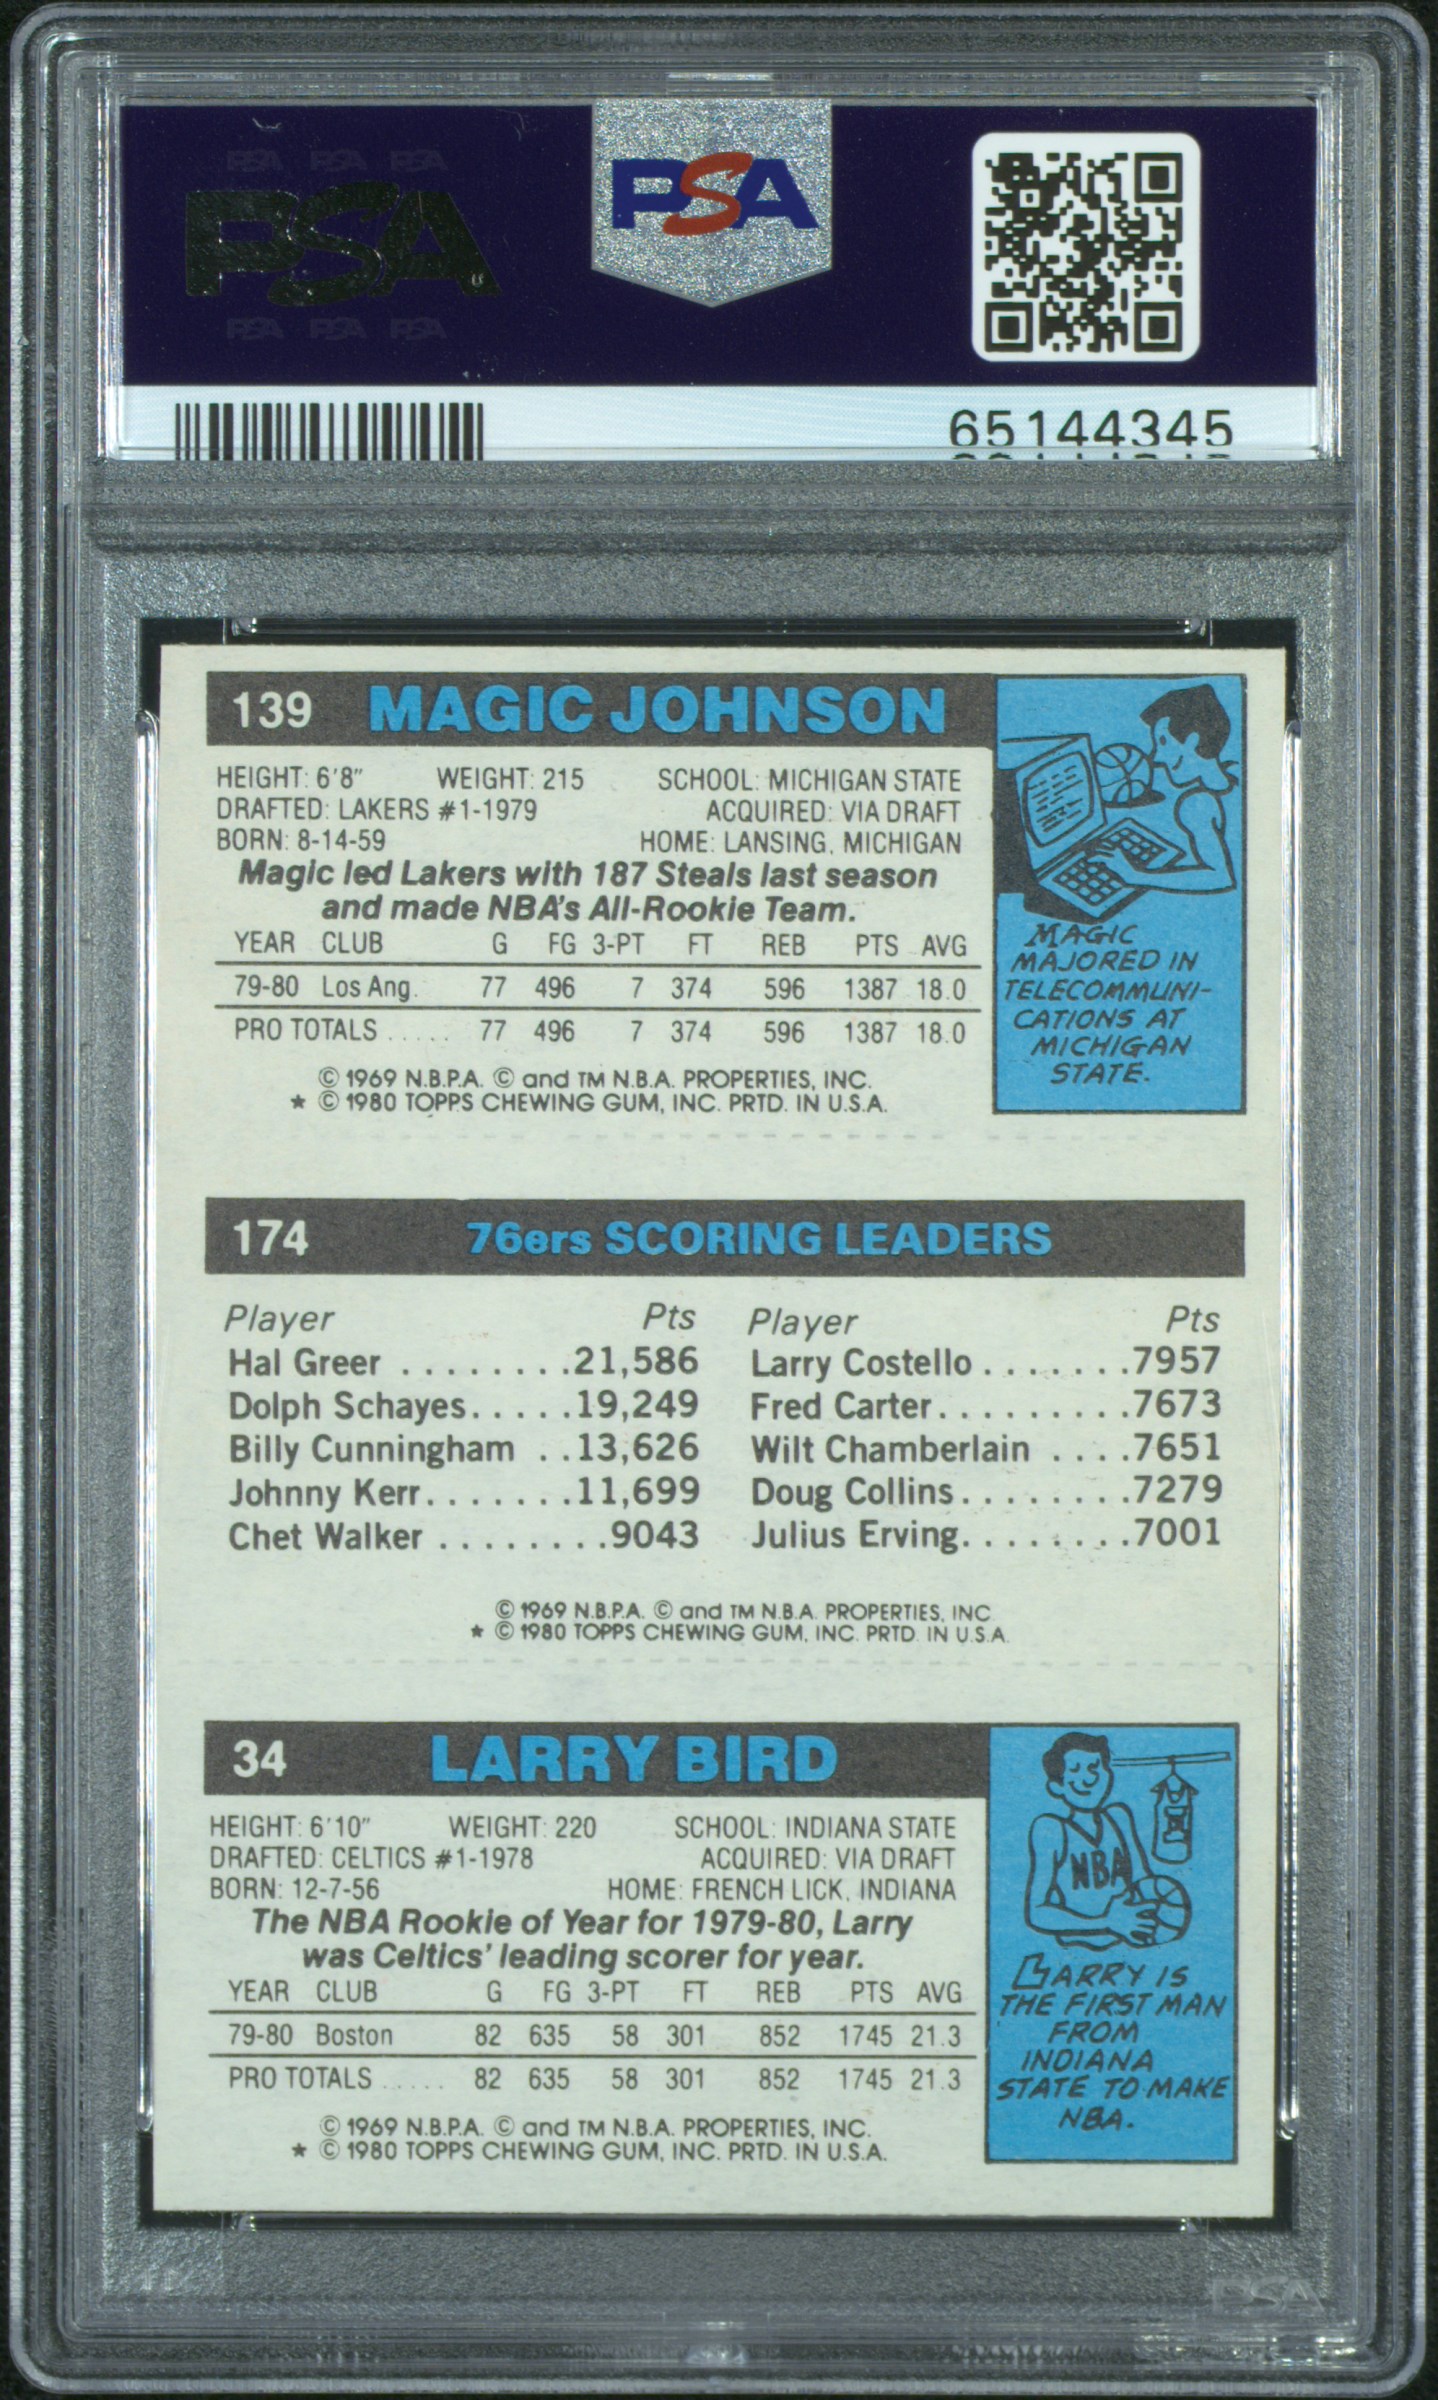 PSA PSA PSA
PSA
PSA PSA PSA
PSA
65144345
139 MAGIC JOHNSON
HEIGHT: 6'8" WEIGHT: 215 SCHOOL: MICHIGAN STATE
DRAFTED: LAKERS #1-1979 ACQUIRED: VIA DRAFT
BORN: 8-14-59 HOME: LANSING, MICHIGAN
Magic led Lakers with 187 Steals last season
and made NBA's All-Rookie Team.
YEAR CLUB G FG 3-PT FT REB PTS AVG
79-80 Los Ang. 77 496 7 374 596 1387 18.0
PRO TOTALS ..... 77 496 7 374 596 1387 18.0
© 1969 N.B.P.A. © and TM N.B.A. PROPERTIES, INC.
* © 1980 TOPPS CHEWING GUM, INC. PRTD. IN U.S.A.
MAGIC
MAJORED IN
TELECOMMUNI-
CATIONS AT
MICHIGAN
STATE.
174 76ers SCORING LEADERS
Player Pts Player Pts
Hal Greer ........21,586 Larry Costello.......7957
Dolph Schayes.....19,249 Fred Carter.........7673
Billy Cunningham ..13,626 Wilt Chamberlain ....7651
Johnny Kerr.......11,699 Doug Collins........7279
Chet Walker ........9043 Julius Erving........7001
© 1969 N.B.P.A. © and TM N.B.A. PROPERTIES, INC
* © 1980 TOPPS CHEWING GUM, INC. PRTD. IN U.S.A.
34 LARRY BIRD
HEIGHT: 6'10" WEIGHT: 220 SCHOOL: INDIANA STATE
DRAFTED: CELTICS #1-1978 ACQUIRED: VIA DRAFT
BORN: 12-7-56 HOME: FRENCH LICK, INDIANA
The NBA Rookie of Year for 1979-80, Larry
was Celtics' leading scorer for year.
YEAR CLUB G FG 3-PT FT REB PTS AVG
79-80 Boston 82 635 58 301 852 1745 21.3
PRO TOTALS ..... 82 635 58 301 852 1745 21.3
© 1969 N.B.P.A. © and TM N.B.A. PROPERTIES, INC.
* © 1980 TOPPS CHEWING GUM, INC. PRTD. IN U.S.A.
NBA
LARRY IS
THE FIRST MAN
FROM
INDIANA
STATE TO MAKE
NBA.
PSA